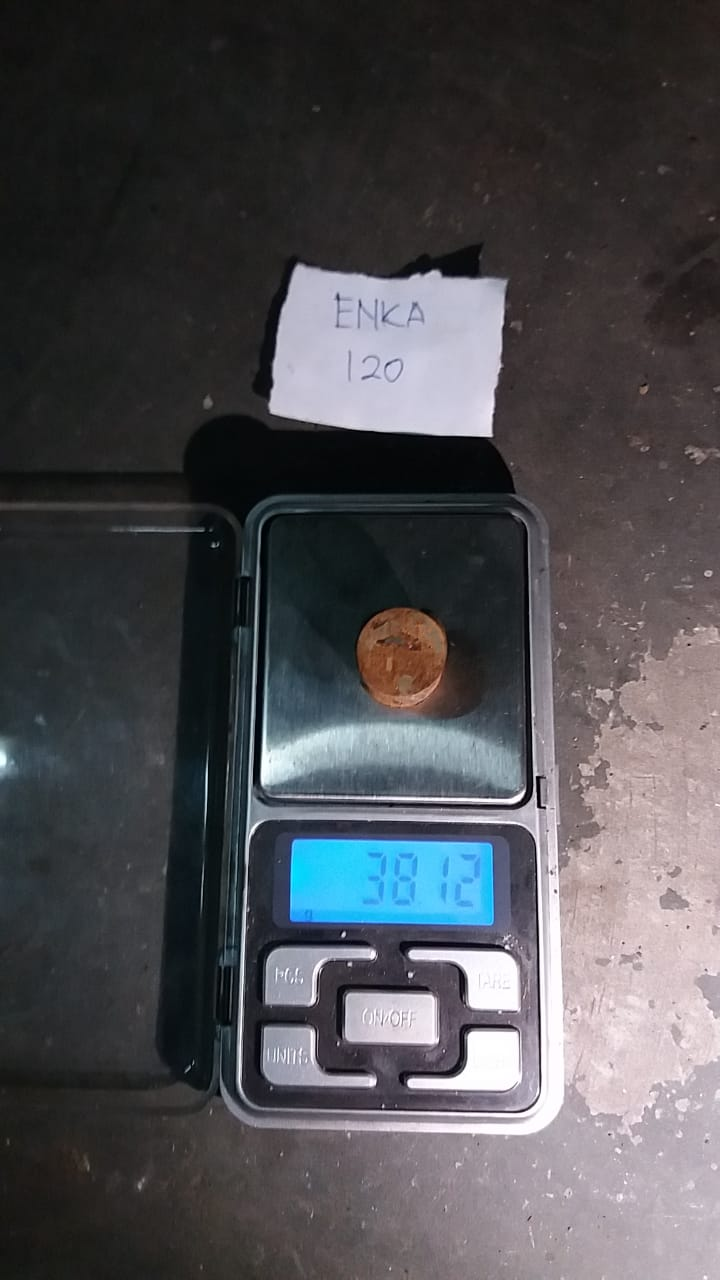 ENKA
120
38.12
g
PCS
TARE
ON/OFF
UNITS